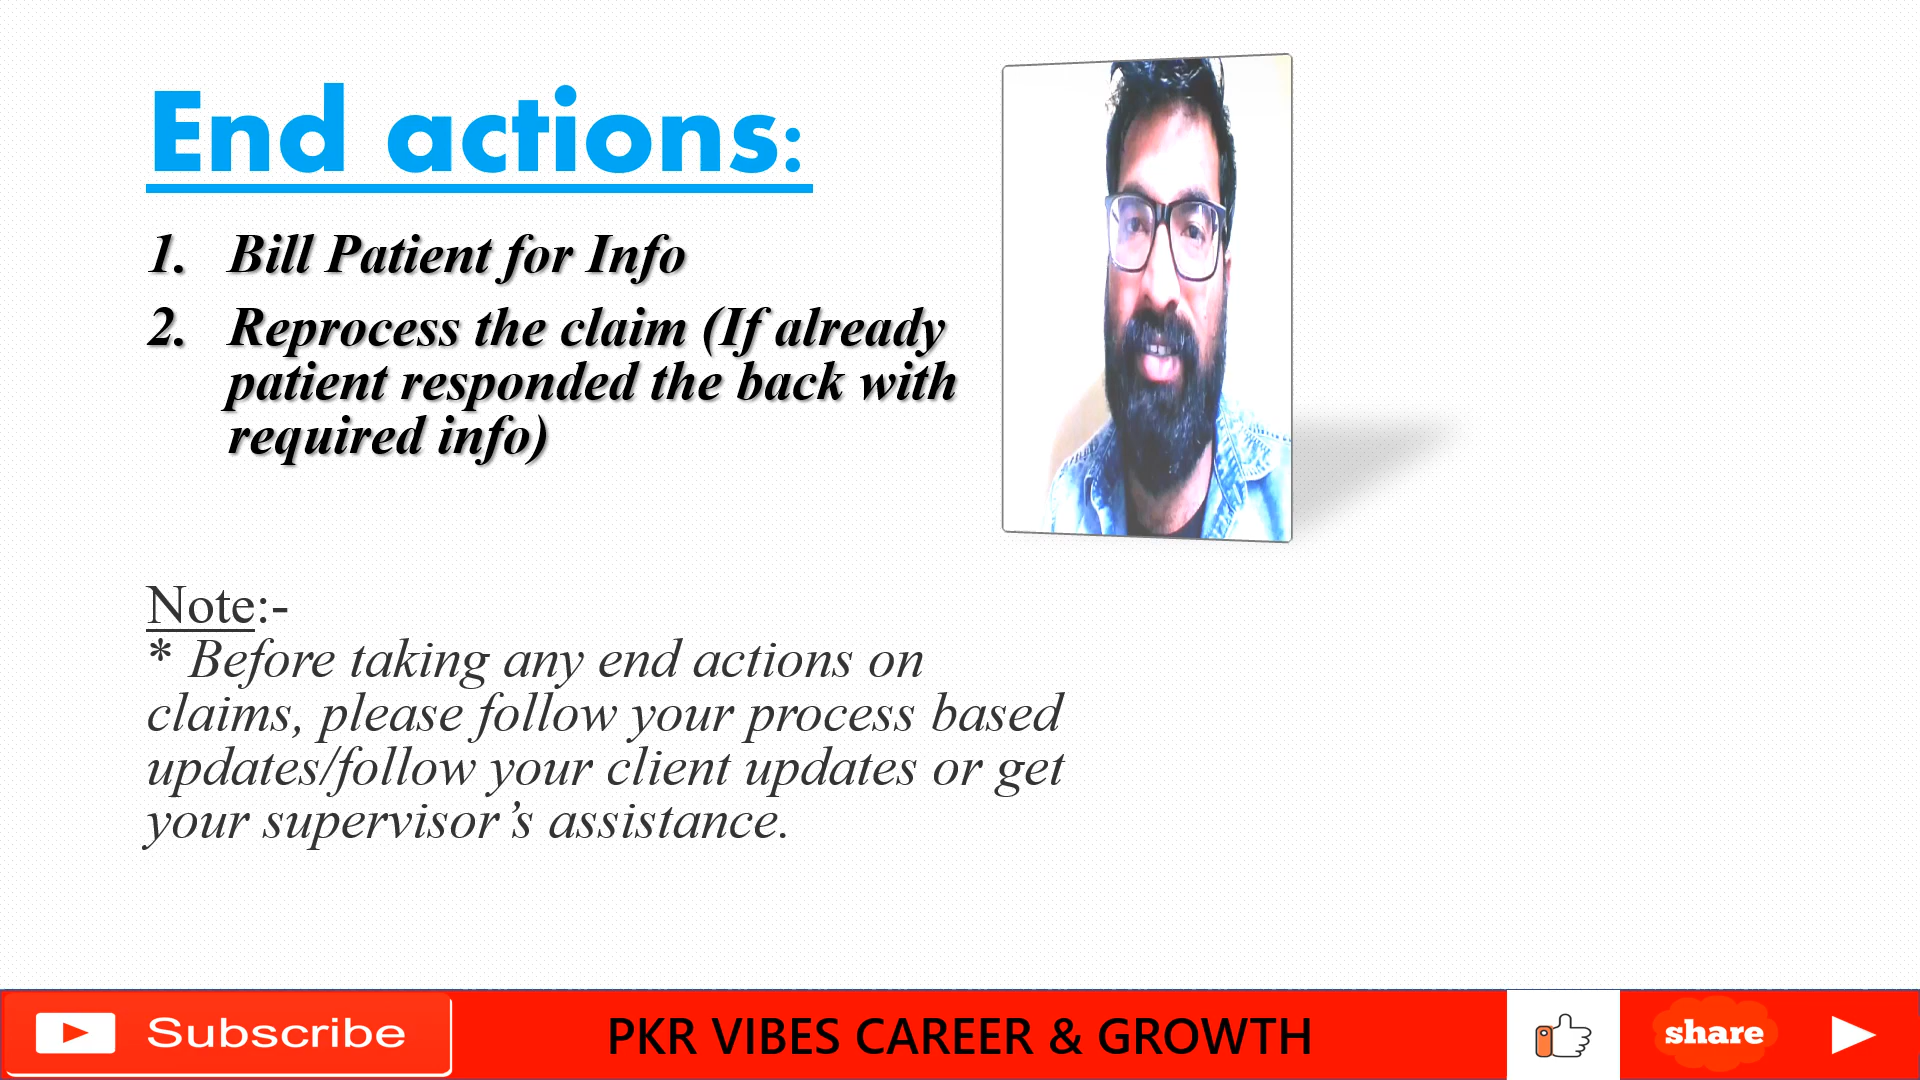 End actions:
1. Bill Patient for Info
2. Reprocess the claim (If already
patient responded the back with
required info)
Note:-
* Before taking any end actions on
claims, please follow your process based
updates/follow your client updates or get
your supervisor’s assistance.
Subscribe
PKR VIBES CAREER & GROWTH
share